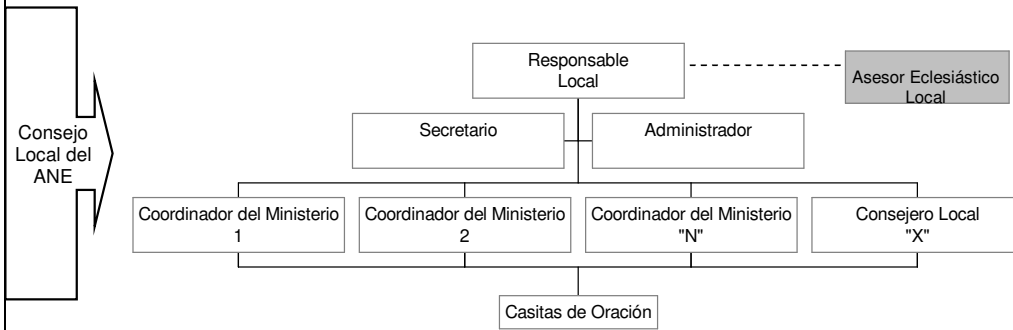 Consejo
Local del
ANE
Responsable
Local
Asesor Eclesiástico
Local
Secretario
Administrador
Coordinador del Ministerio
1
Coordinador del Ministerio
2
Coordinador del Ministerio
"N"
Consejero Local
"X"
Casitas de Oración